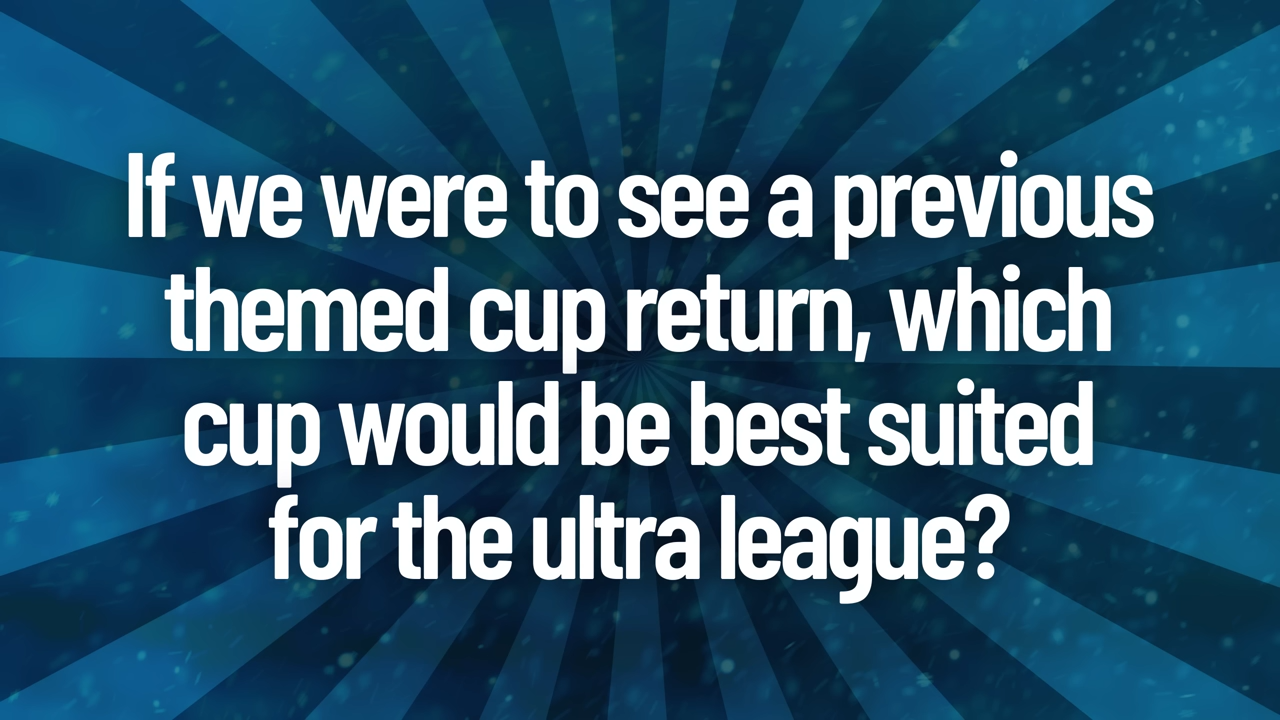 If we were to see a previous
themed cup return, which
cup would be best suited
for the ultra league?